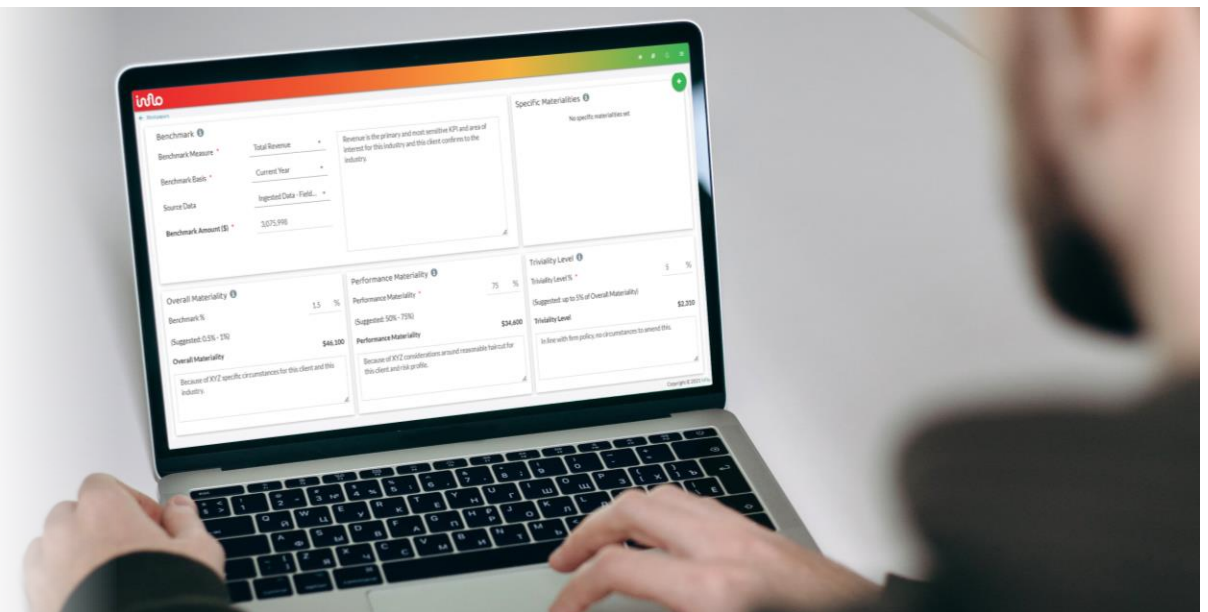 inflo
Workpapers
Benchmark
Benchmark Measure *
Total Revenue
Benchmark Basis *
Current Year
Source Data
Ingested Data - Field...
Benchmark Amount ($) *
3,075,998
Revenue is the primary and most sensitive KPI and area of
interest for this industry and this client confirms to the
industry.
Specific Materialities
No specific materialities set
Overall Materiality
Benchmark %
1.5 %
(Suggested: 0.5% - 1%)
Overall Materiality
$46,100
Because of XYZ specific circumstances for this client and this
industry.
Performance Materiality
Performance Materiality *
75 %
(Suggested: 50% - 75%)
Performance Materiality
$34,600
Because of XYZ considerations around reasonable haircut for
this client and risk profile.
Triviality Level
Triviality Level % *
5 %
(Suggested: up to 5% of Overall Materiality)
Triviality Level
$2,310
In line with firm policy, no circumstances to amend this.